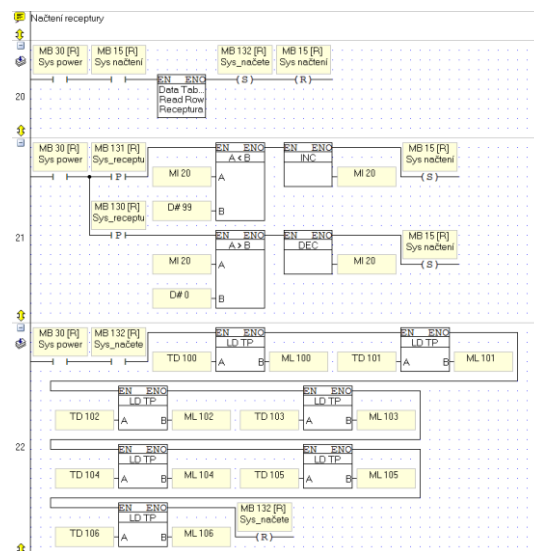 Načtení receptury
MB 30 [R] MB 15 [R] MB 132 [R] MB 15 [R]
Sys power Sys načtení Sys_načete Sys načtení
EN ENO (S) (R)
Data Tab...
Read Row
Receptura
20
MB 30 [R] MB 131 [R] EN ENO EN ENO MB 15 [R]
Sys power Sys_receptu A < B INC Sys načtení
P MI 20 A MI 20 (S)
MB 130 [R] D# 99 B
Sys_receptu
P EN ENO EN ENO MB 15 [R]
21 A > B DEC Sys načtení
MI 20 A MI 20 (S)
D# 0 B
MB 30 [R] MB 132 [R] EN ENO EN ENO
Sys power Sys_načete LD TP LD TP
TD 100 A B ML 100 TD 101 A B ML 101
EN ENO EN ENO
LD TP LD TP
TD 102 A B ML 102 TD 103 A B ML 103
22 EN ENO EN ENO
LD TP LD TP
TD 104 A B ML 104 TD 105 A B ML 105
EN ENO MB 132 [R]
LD TP Sys_načete
TD 106 A B ML 106 (R)